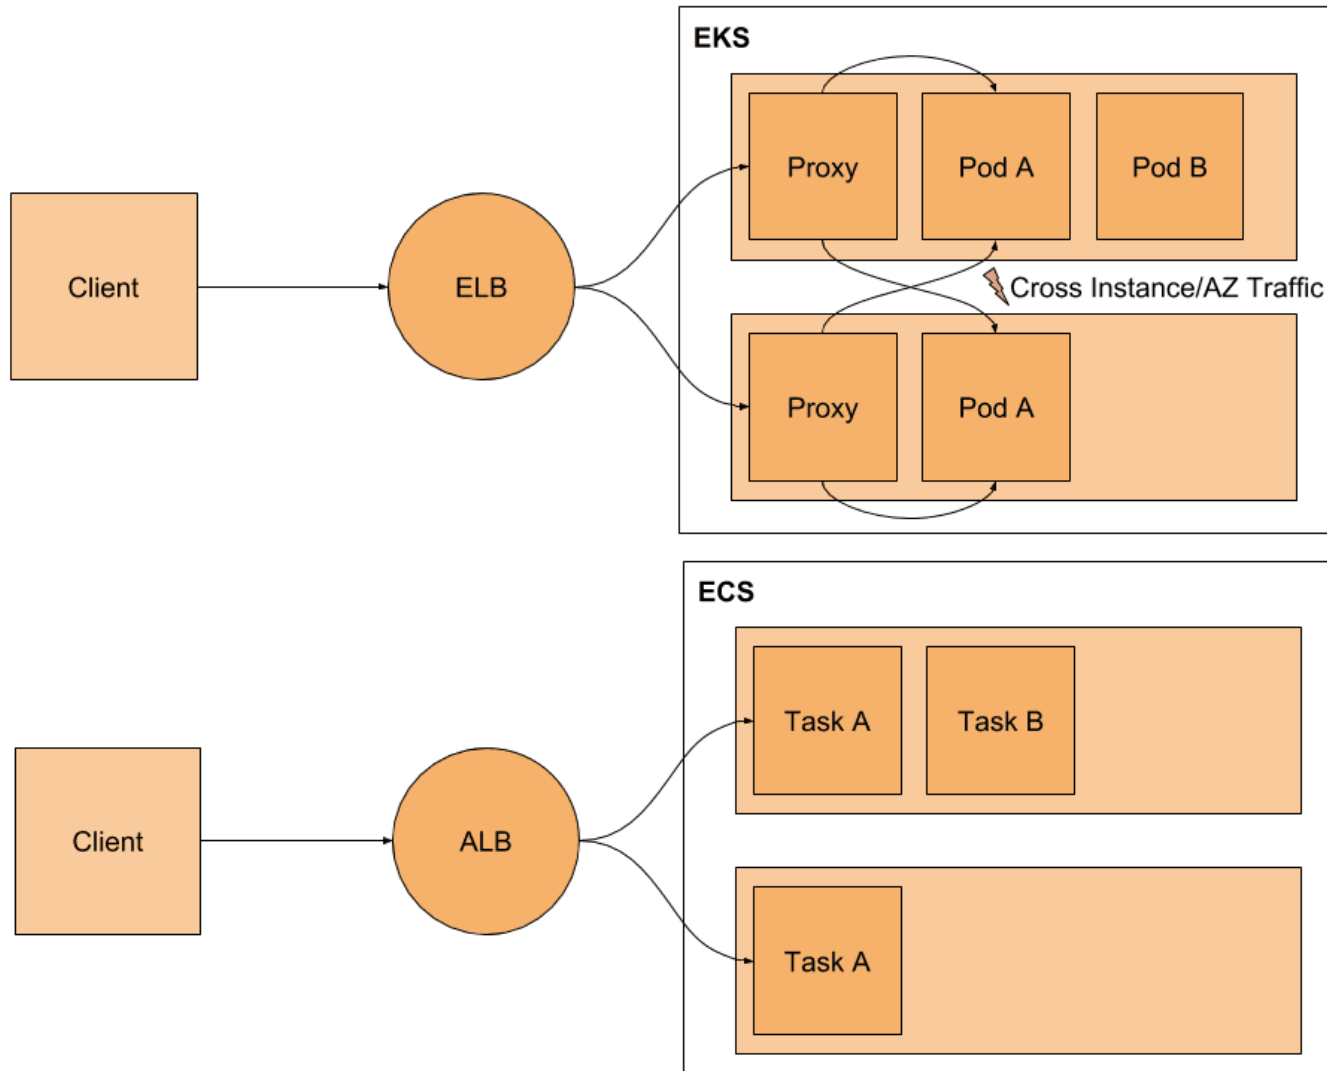 EKS
Proxy
Pod A
Pod B
Client
ELB
Cross Instance/AZ Traffic
Proxy
Pod A
ECS
Task A
Task B
Client
ALB
Task A